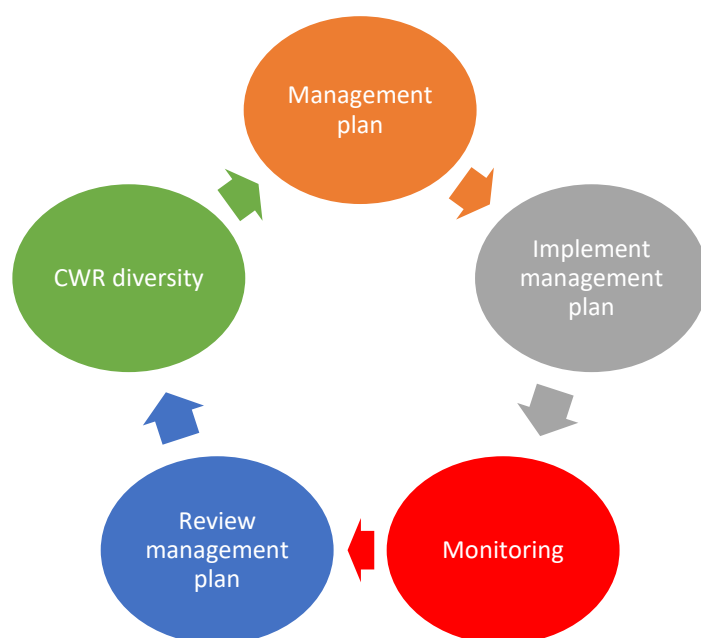 Management
plan
Implement
management
plan
Monitoring
Review
management
plan
CWR diversity